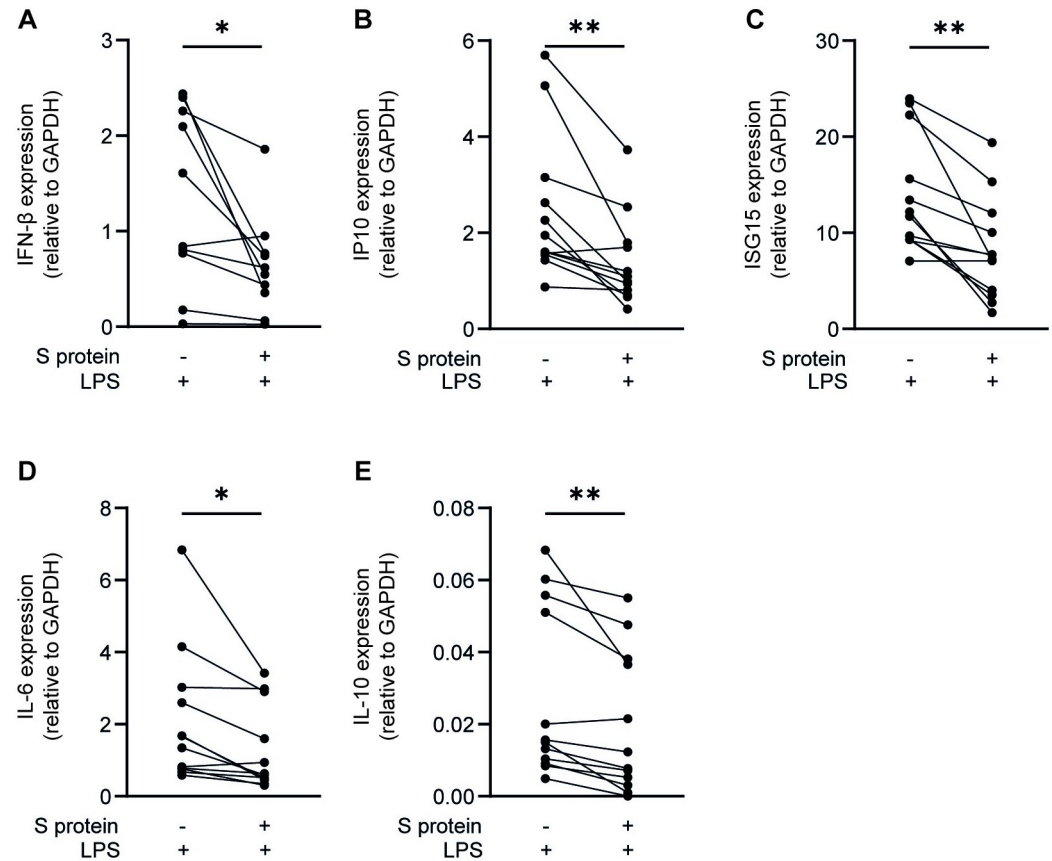 A
*
IFN-β expression
(relative to GAPDH)
3
2
1
0
S protein - +
LPS + +
B
**
IP10 expression
(relative to GAPDH)
6
4
2
0
S protein - +
LPS + +
C
**
ISG15 expression
(relative to GAPDH)
30
20
10
0
S protein - +
LPS + +
D
*
IL-6 expression
(relative to GAPDH)
8
6
4
2
0
S protein - +
LPS + +
E
**
IL-10 expression
(relative to GAPDH)
0.08
0.06
0.04
0.02
0.00
S protein - +
LPS + +